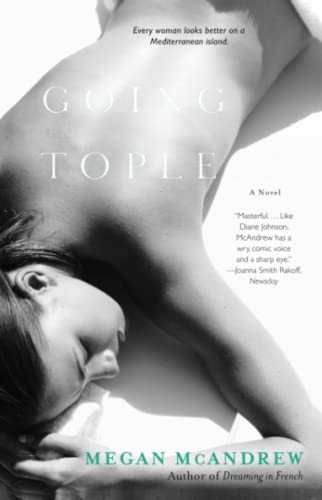 Every woman looks better on a
Mediterranean island.
GOING
TOPLE
A Novel
"Masterful. . . . Like
Diane Johnson,
McAndrew has a
wry, comic voice
and a sharp eye."
—Joanna Smith Rakoff,
Newsday
MEGAN MCANDREW
Author of Dreaming in French